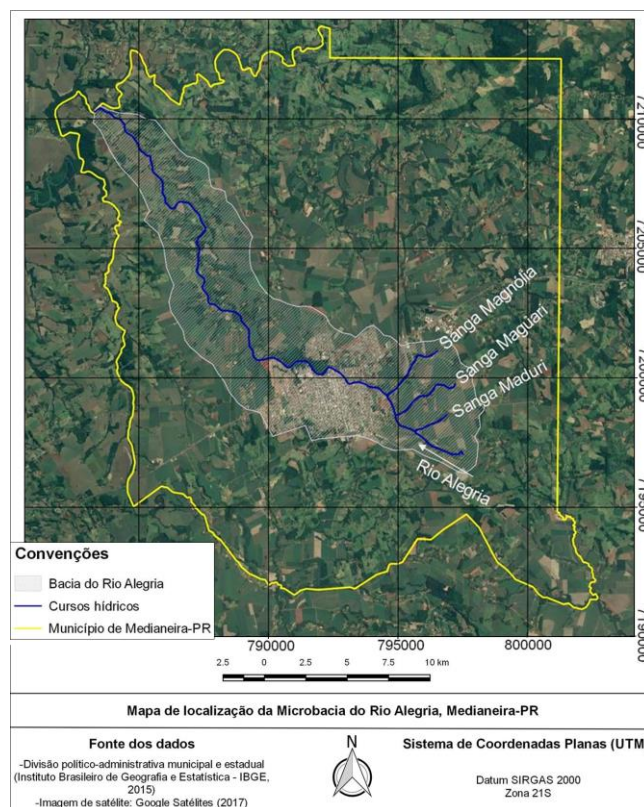 7210000
7205000
Sanga Magnólia
7200000
Sanga Maguari
Sanga Maduri
Rio Alegria
7195000
Convenções
Bacia do Rio Alegria
Cursos hídricos
Município de Medianeira-PR
7190000
790000 795000 800000
2.5 0 2.5 5 7.5 10 km
Mapa de localização da Microbacia do Rio Alegria, Medianeira-PR
Fonte dos dados
-Divisão político-administrativa municipal e estadual
(Instituto Brasileiro de Geografia e Estatística - IBGE,
2015)
-Imagem de satélite: Google Satélites (2017)
N
Sistema de Coordenadas Planas (UTM
Datum SIRGAS 2000
Zona 21S